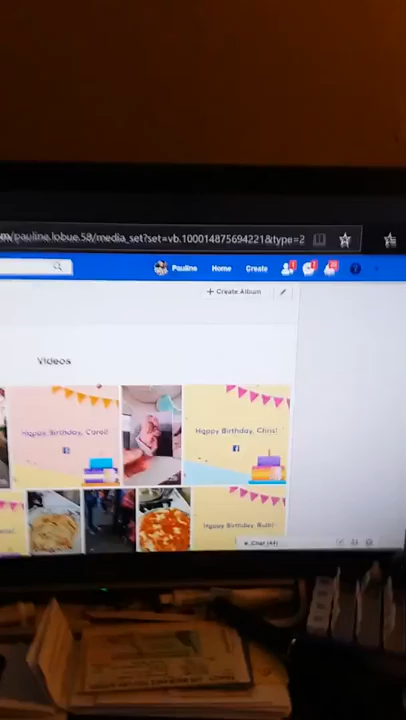 m/pauline.lobue.58/media_set?set=vb.100014875694221&type=2
Pauline Home Create
+ Create Album
Videos
Happy Birthday, Carol!
Happy Birthday, Chris!
Happy Birthday, Ruth!
Chat (44)